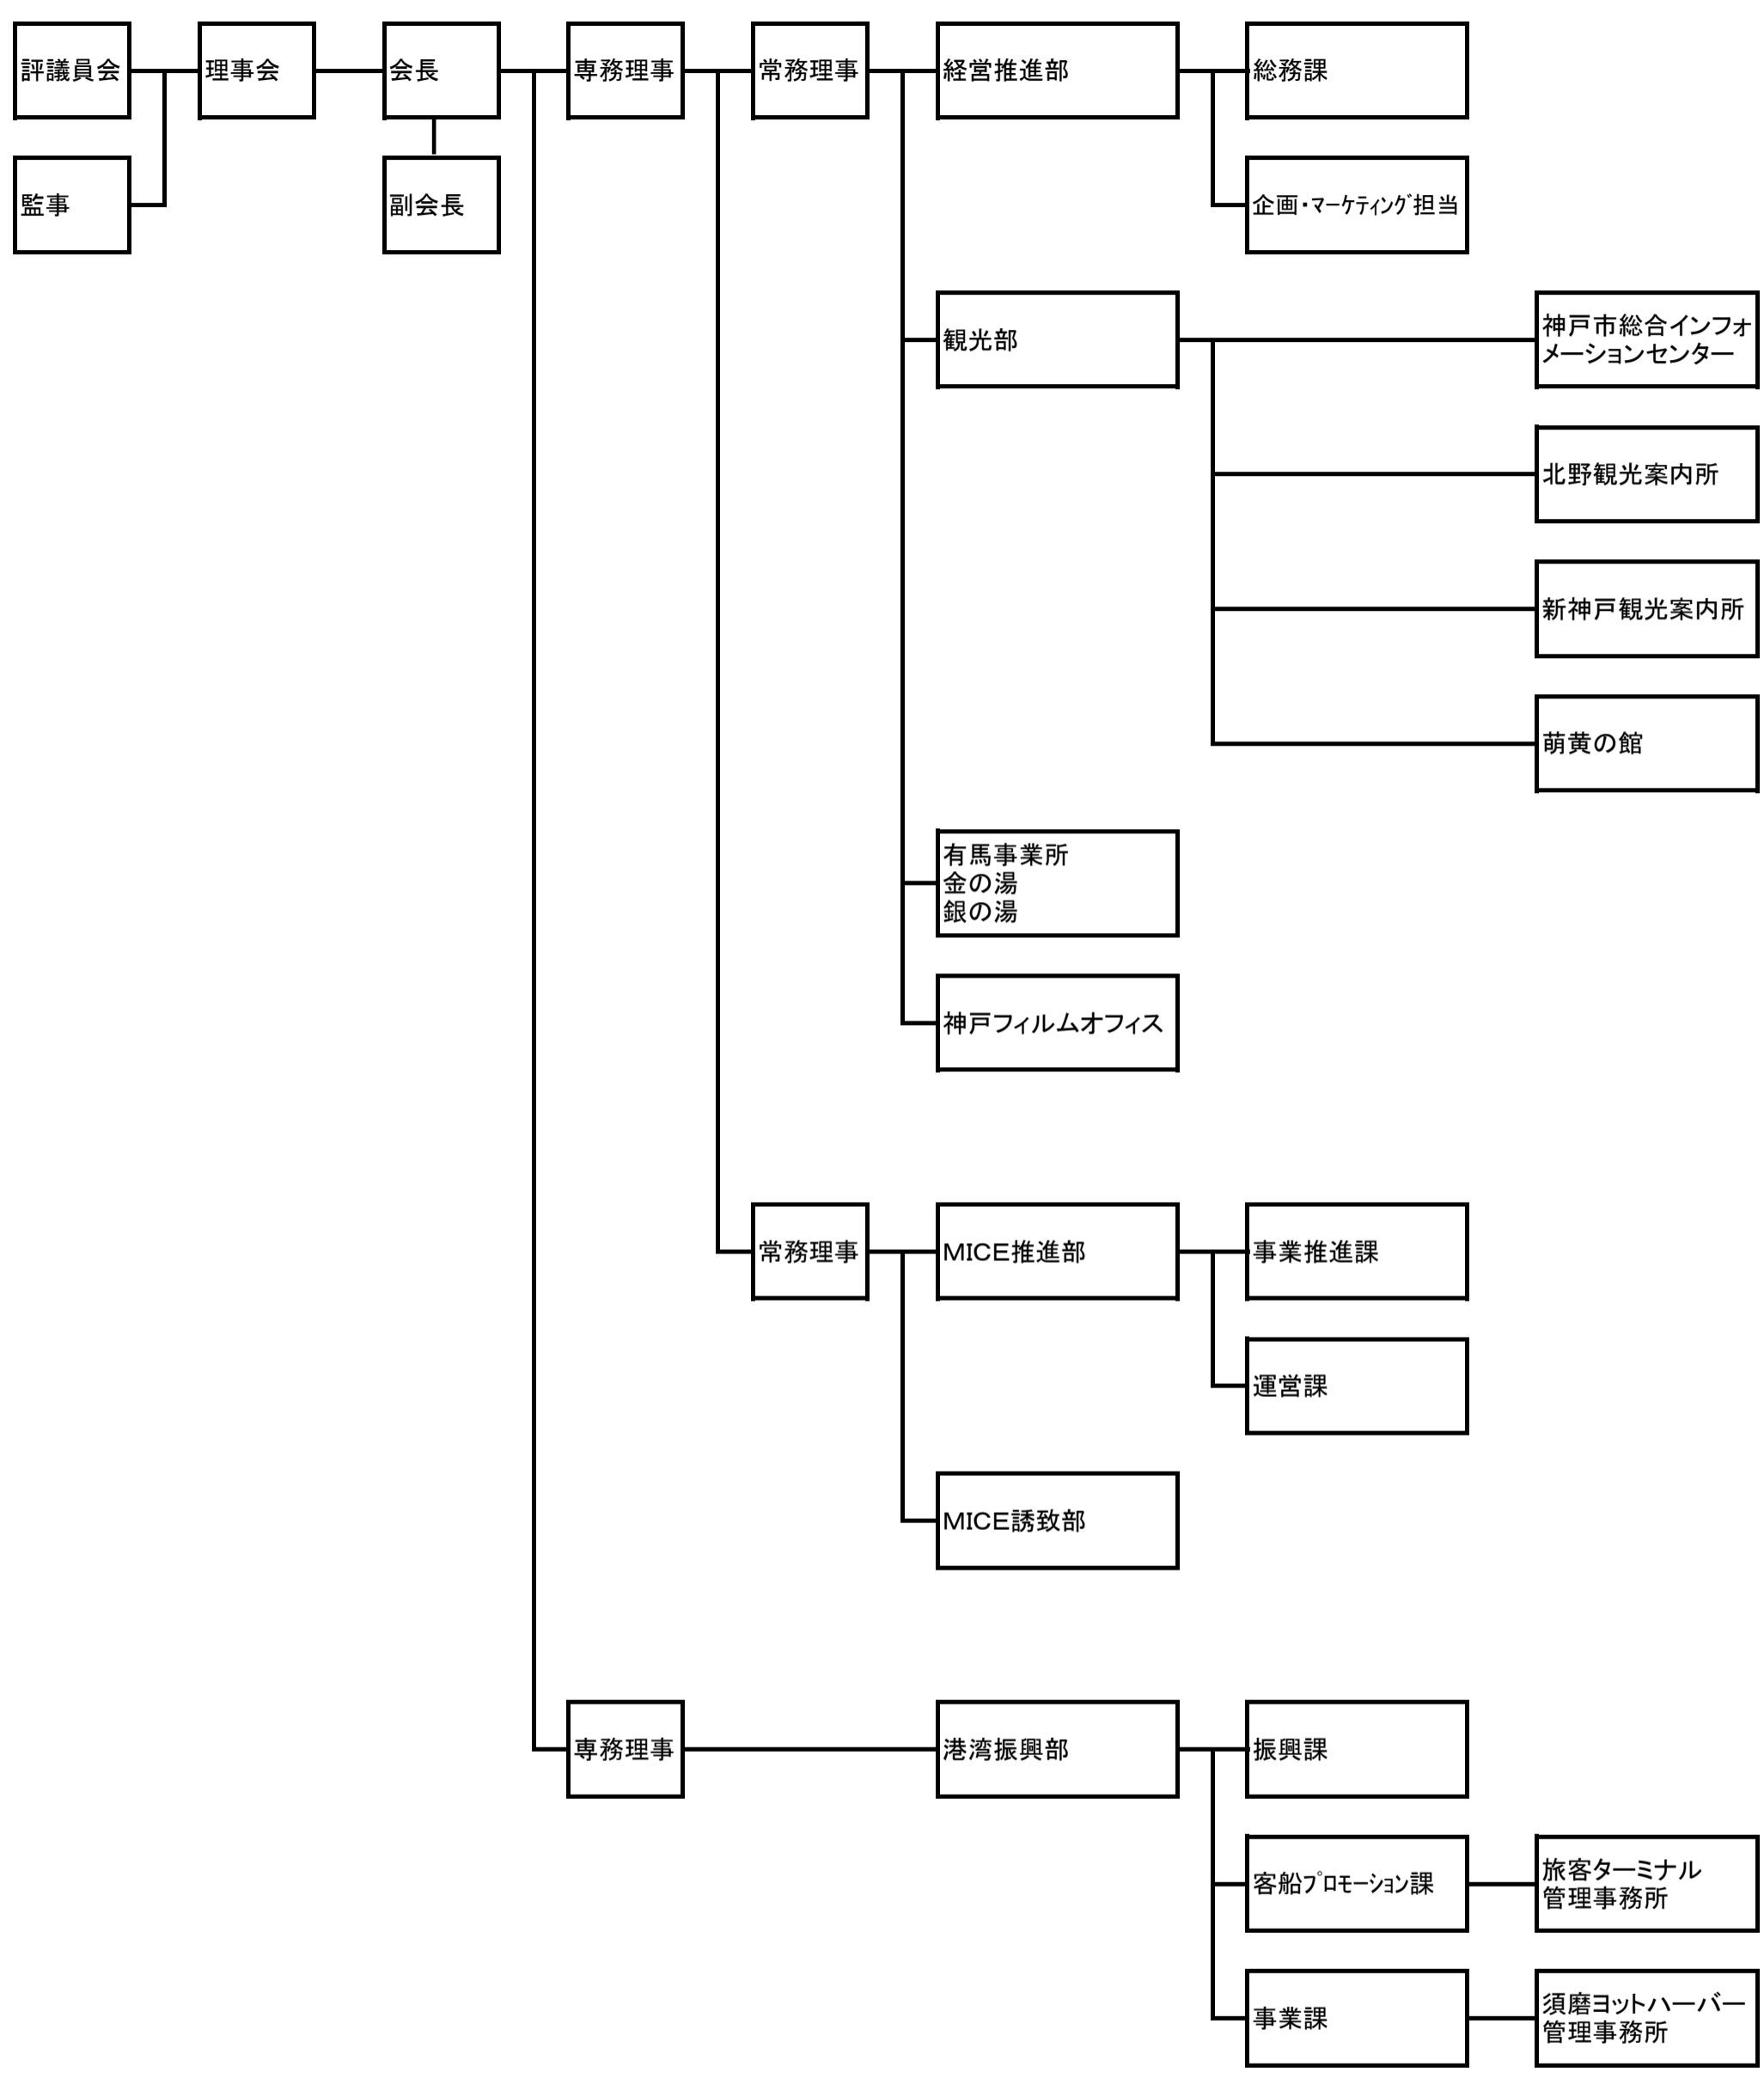 評議員会
理事会
会長
専務理事
常務理事
経営推進部
総務課
監事
副会長
企画・ﾏｰｹﾃｨﾝｸﾞ担当
観光部
神戸市総合インフォ
メーションセンター
北野観光案内所
新神戸観光案内所
萌黄の館
有馬事業所
金の湯
銀の湯
神戸フィルムオフィス
常務理事
MICE推進部
事業推進課
運営課
MICE誘致部
専務理事
港湾振興部
振興課
客船ﾌﾟﾛﾓｰｼｮﾝ課
旅客ターミナル
管理事務所
事業課
須磨ヨットハーバー
管理事務所